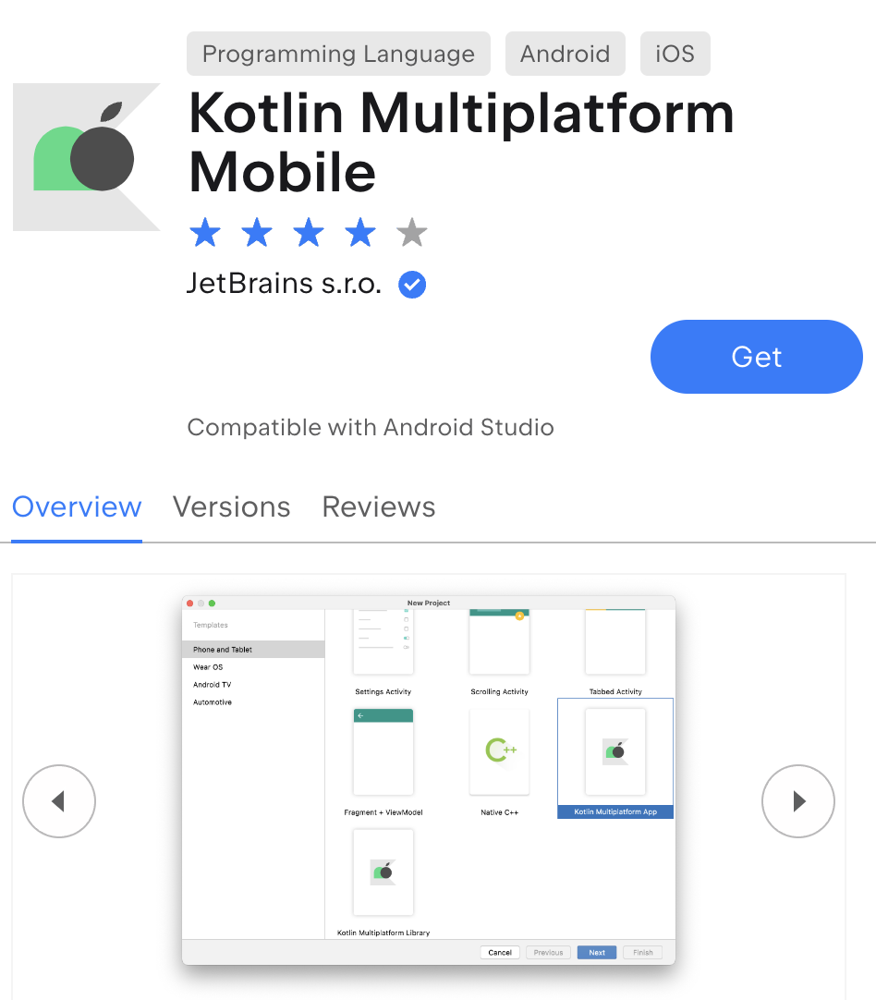 Programming Language Android iOS
Kotlin Multiplatform
Mobile
JetBrains s.r.o.
Get
Compatible with Android Studio
Overview Versions Reviews
New Project
Templates
Phone and Tablet
Wear OS
Android TV
Automotive
Settings Activity Scrolling Activity Tabbed Activity
C++
Fragment + ViewModel Native C++ Kotlin Multiplatform App
Kotlin Multiplatform Library
Cancel Previous Next Finish